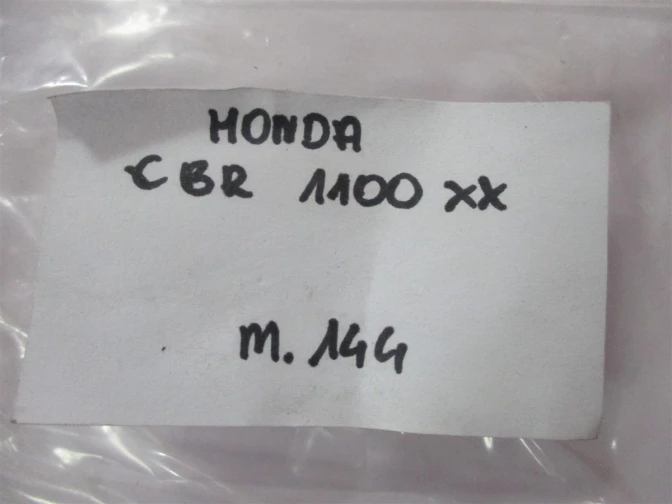 HONDA
CBR 1100 XX
M. 144